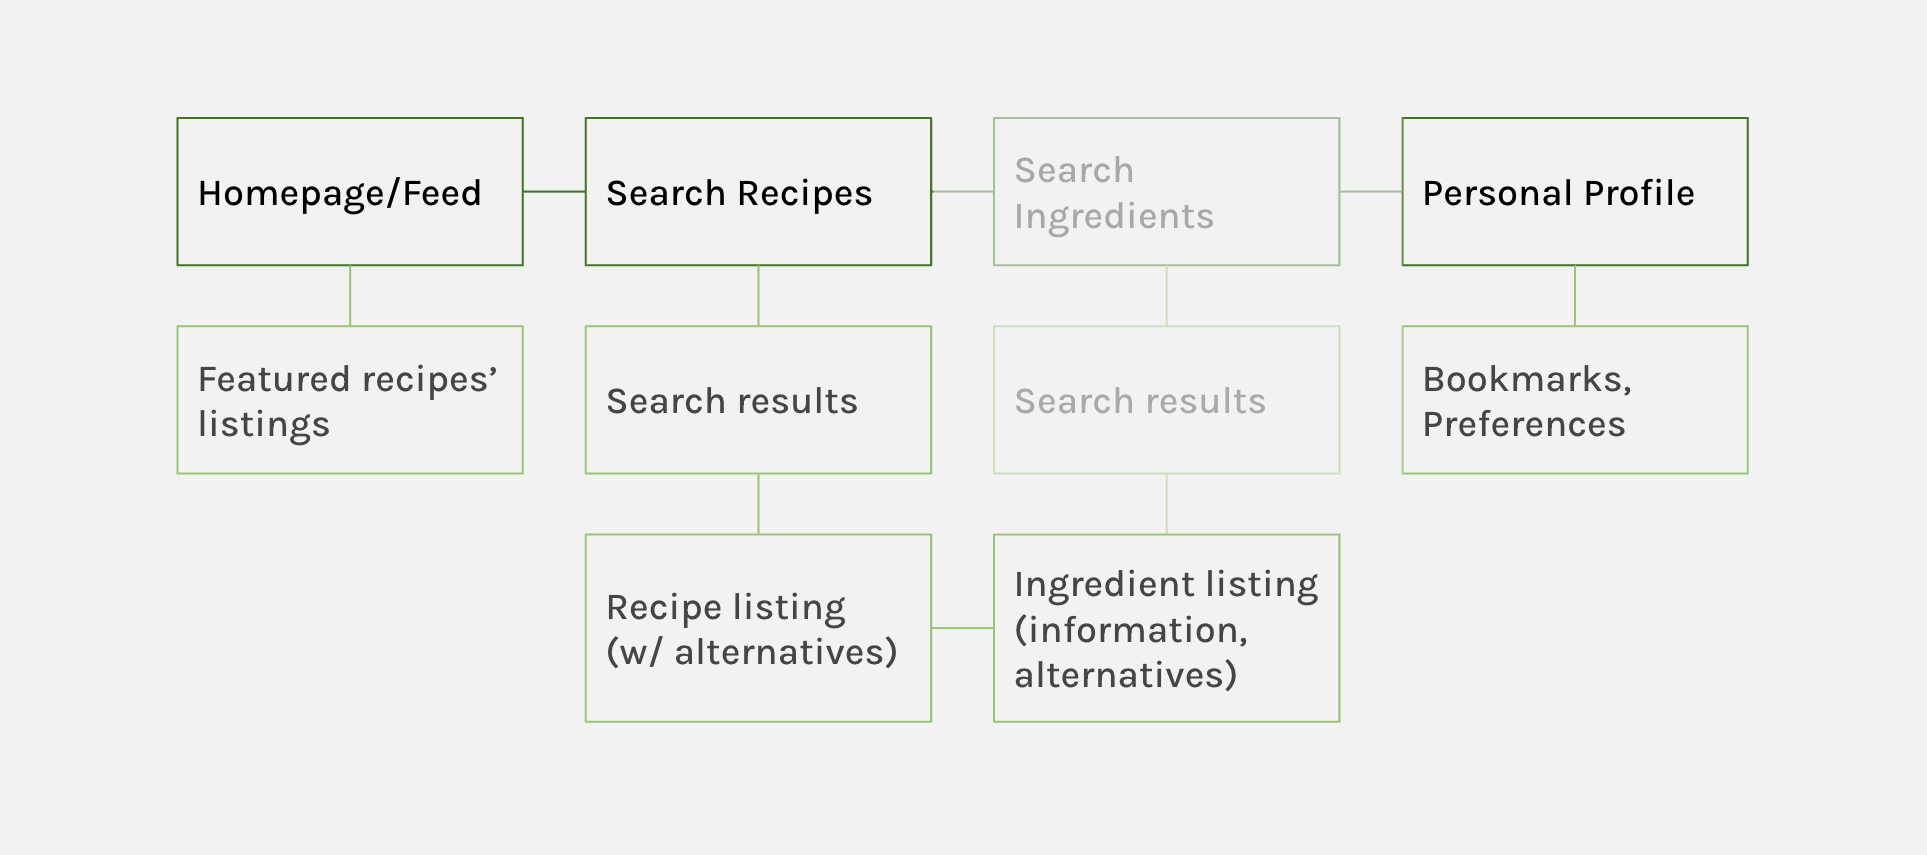 Homepage/Feed
Search Recipes
Search
Ingredients
Personal Profile
Featured recipes’
listings
Search results
Search results
Bookmarks,
Preferences
Recipe listing
(w/ alternatives)
Ingredient listing
(information,
alternatives)